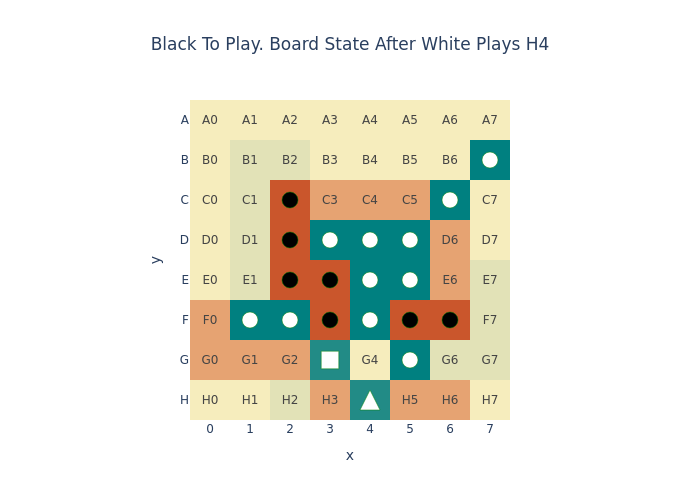 Black To Play. Board State After White Plays H4
A A0 A1 A2 A3 A4 A5 A6 A7
B B0 B1 B2 B3 B4 B5 B6
C C0 C1 C3 C4 C5 C7
D D0 D1 D6 D7
y
E E0 E1 E6 E7
F F0 F7
G G0 G1 G2 G4 G6 G7
H H0 H1 H2 H3 H5 H6 H7
0 1 2 3 4 5 6 7
x